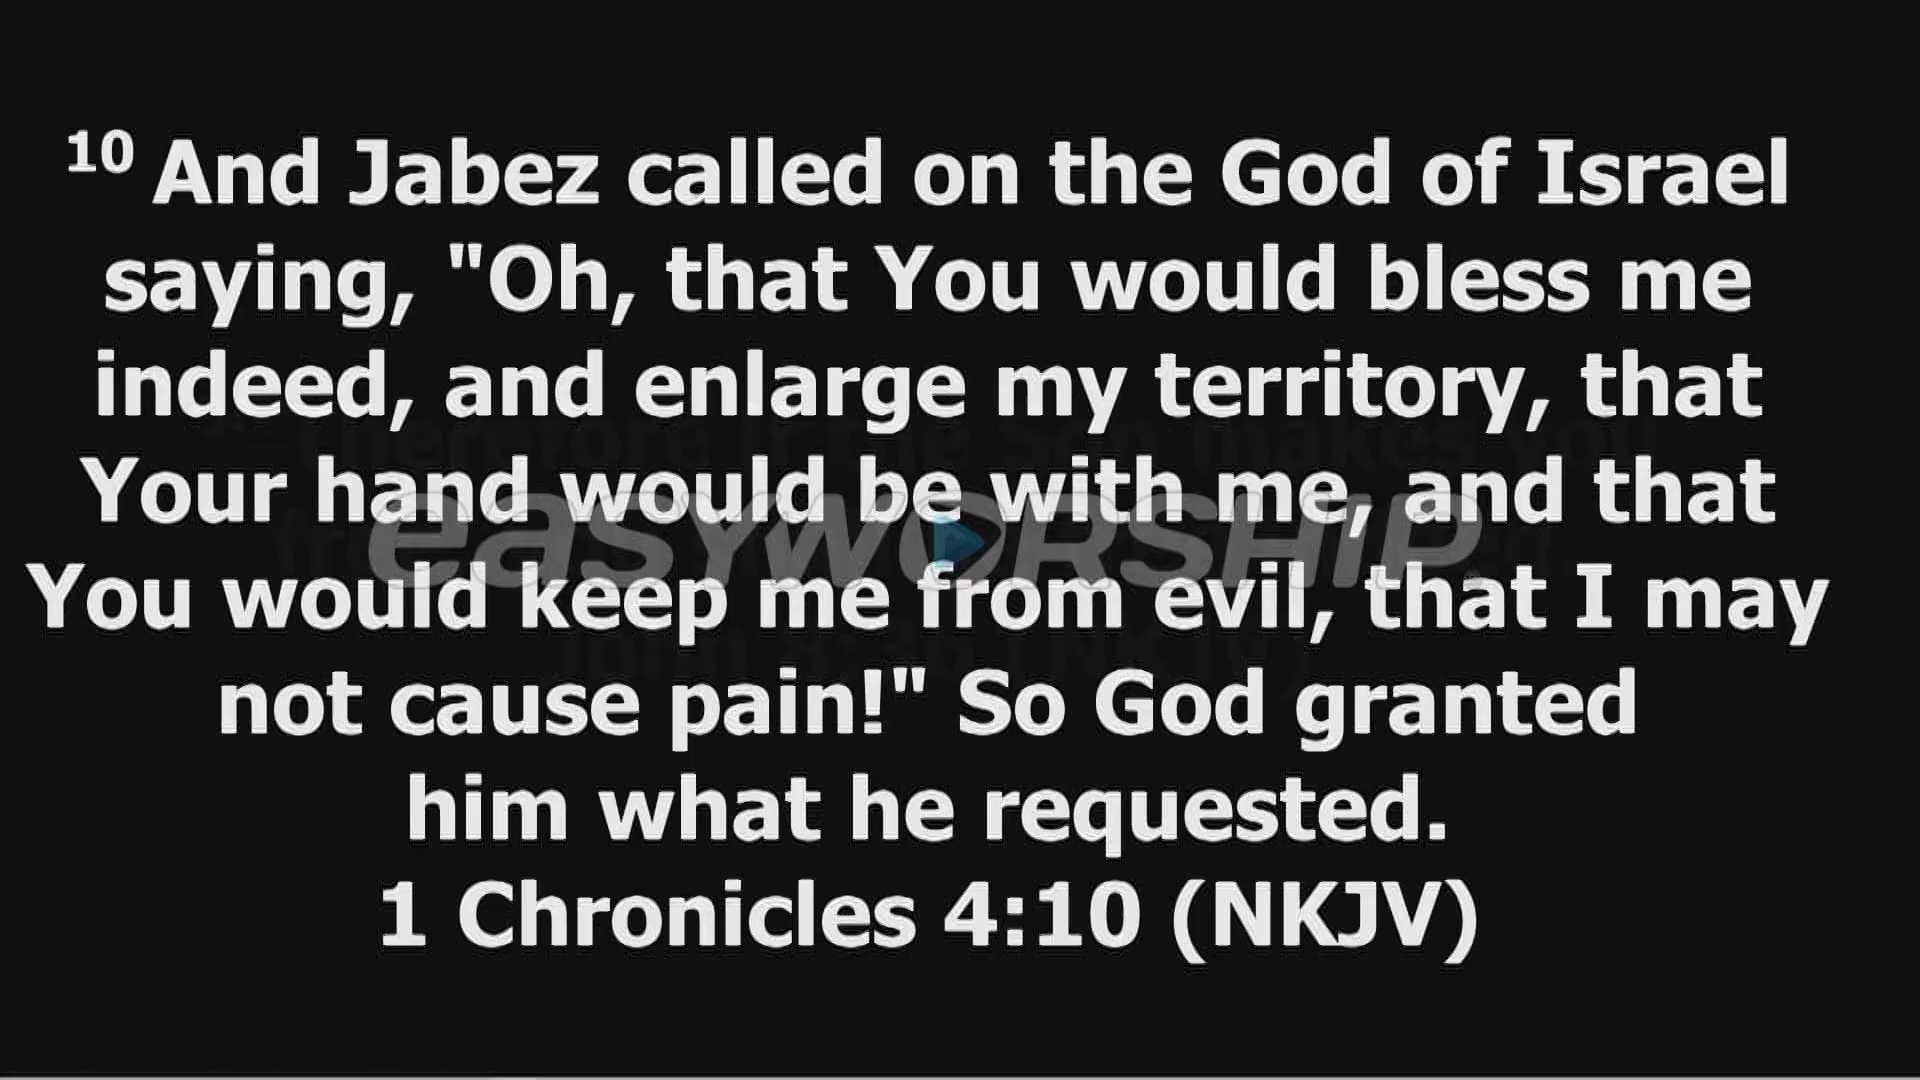 10 And Jabez called on the God of Israel
saying, "Oh, that You would bless me
indeed, and enlarge my territory, that
Your hand would be with me, and that
easyworship
You would keep me from evil, that I may
not cause pain!" So God granted
him what he requested.
1 Chronicles 4:10 (NKJV)